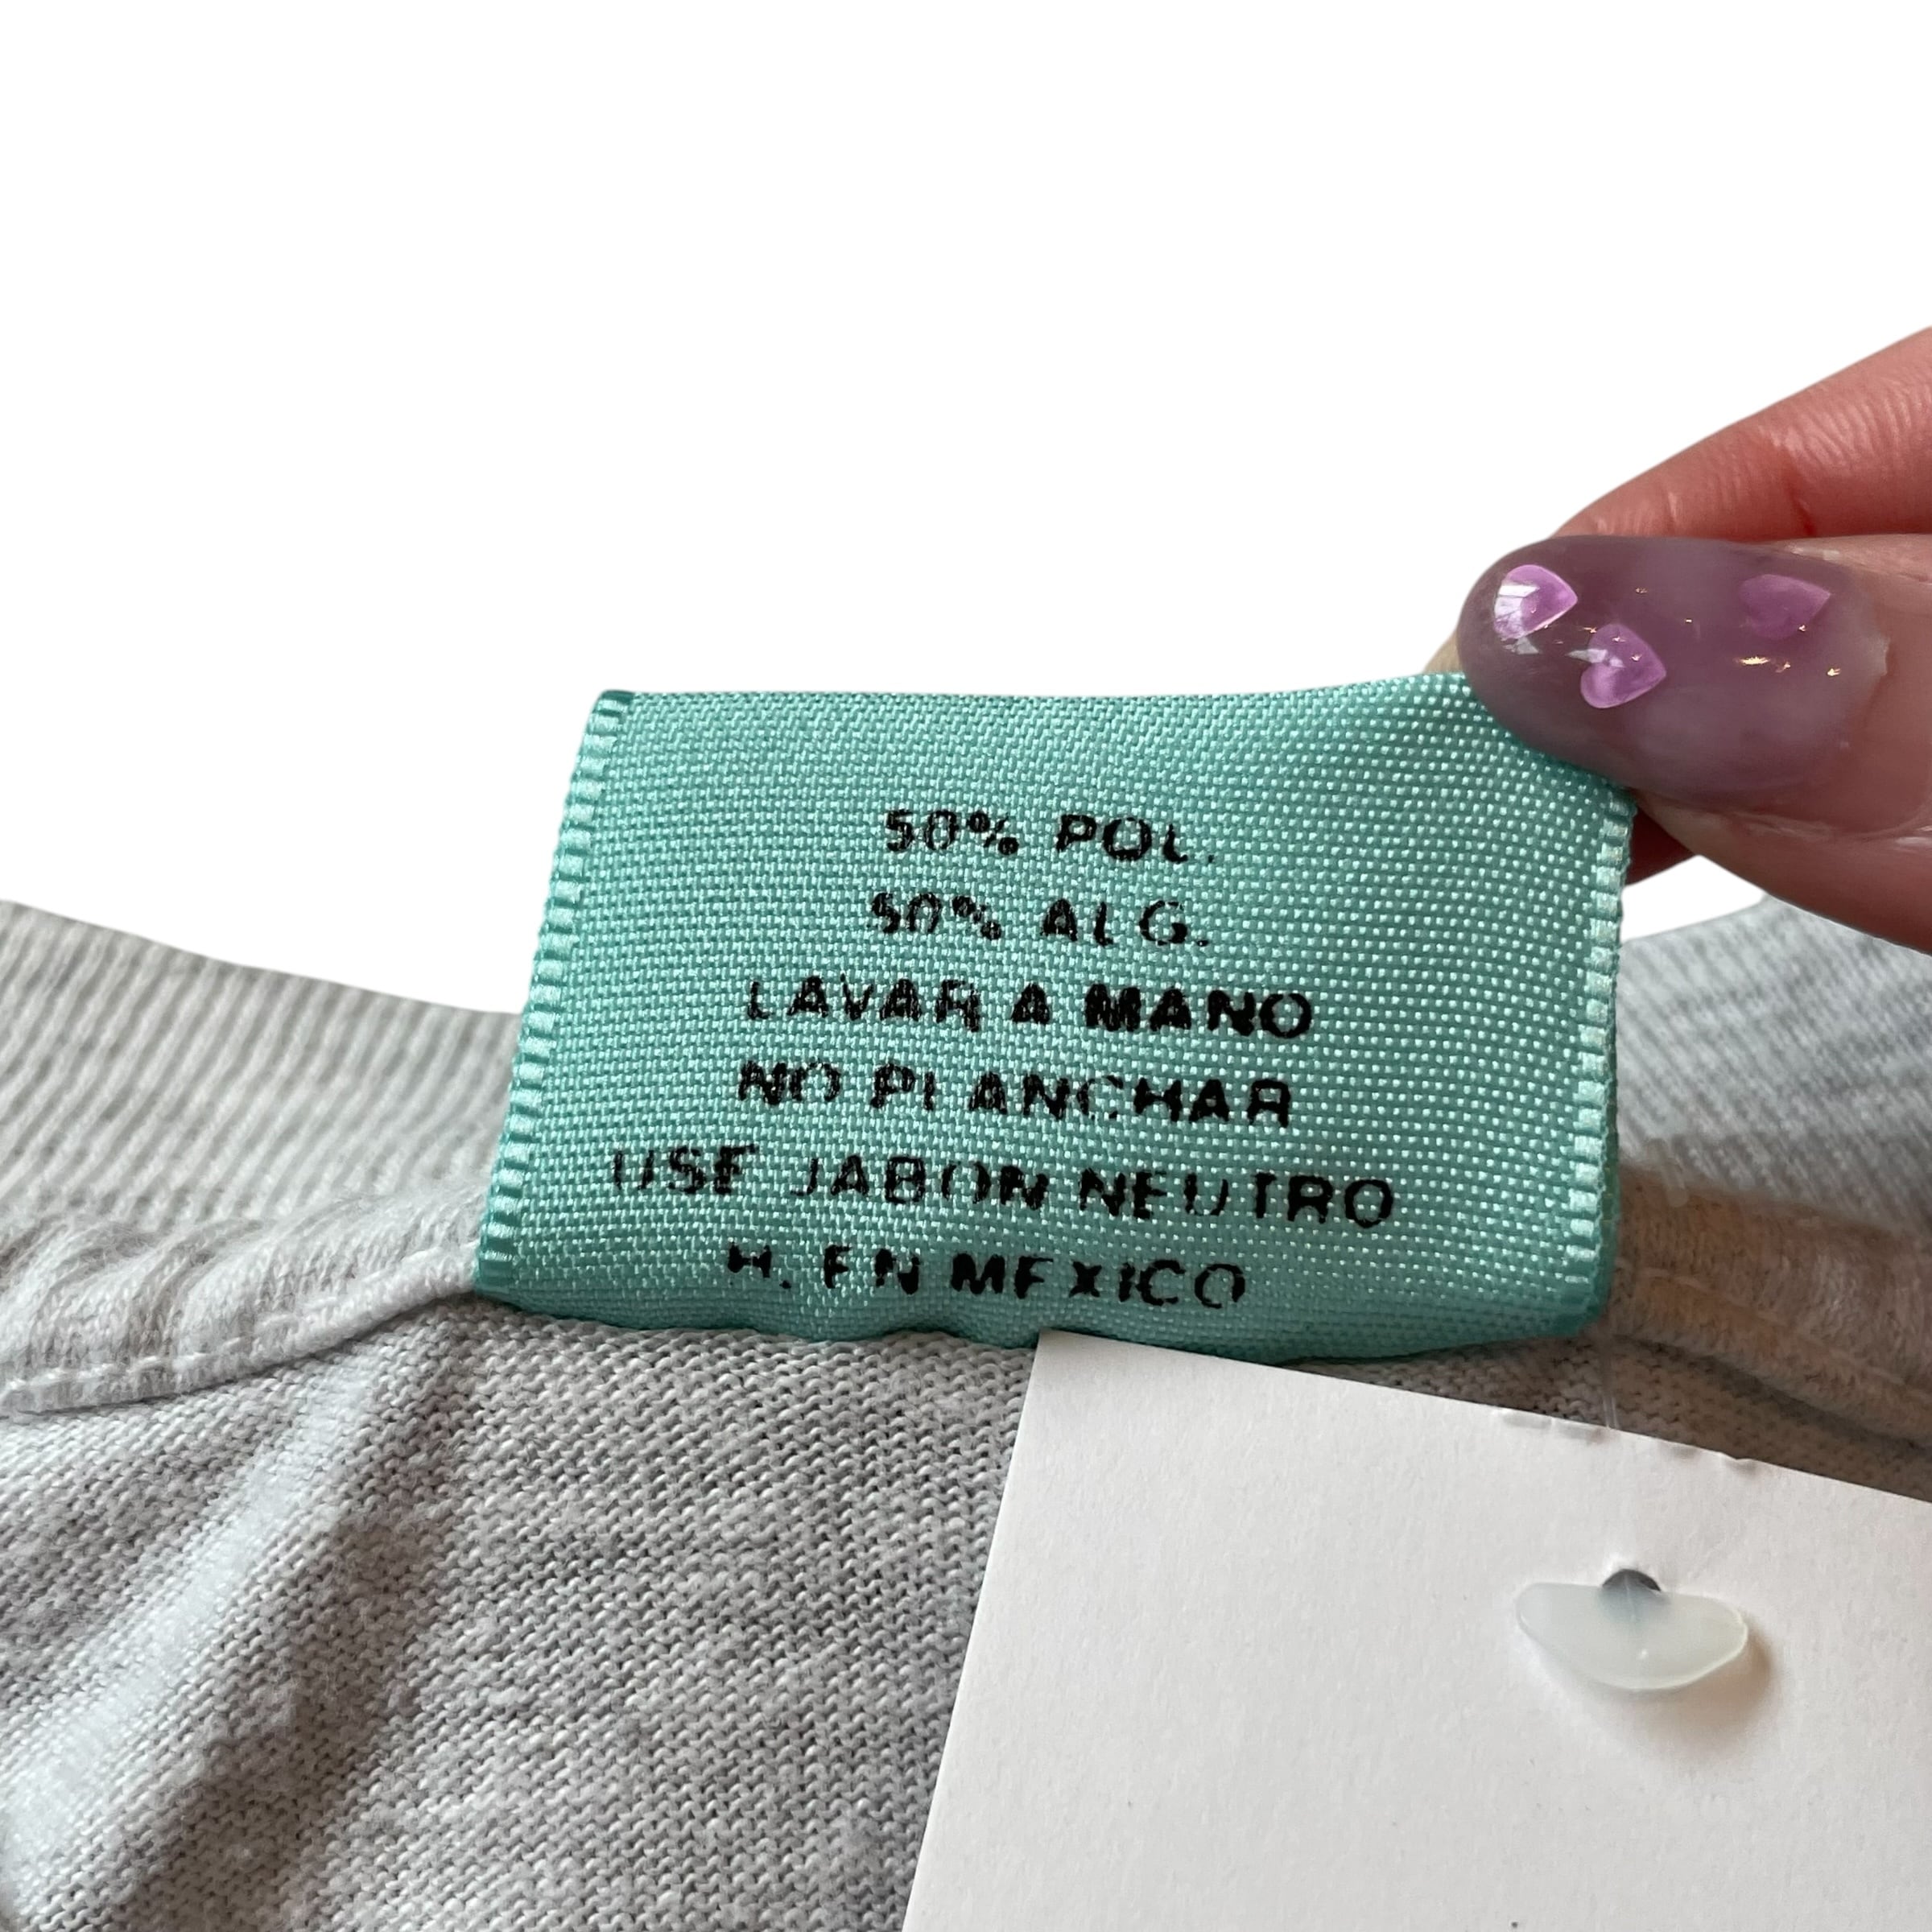 50% POL.
50% ALG.
LAVAR A MANO
NO PLANCHAR
USE JABON NEUTRO
H. EN MEXICO